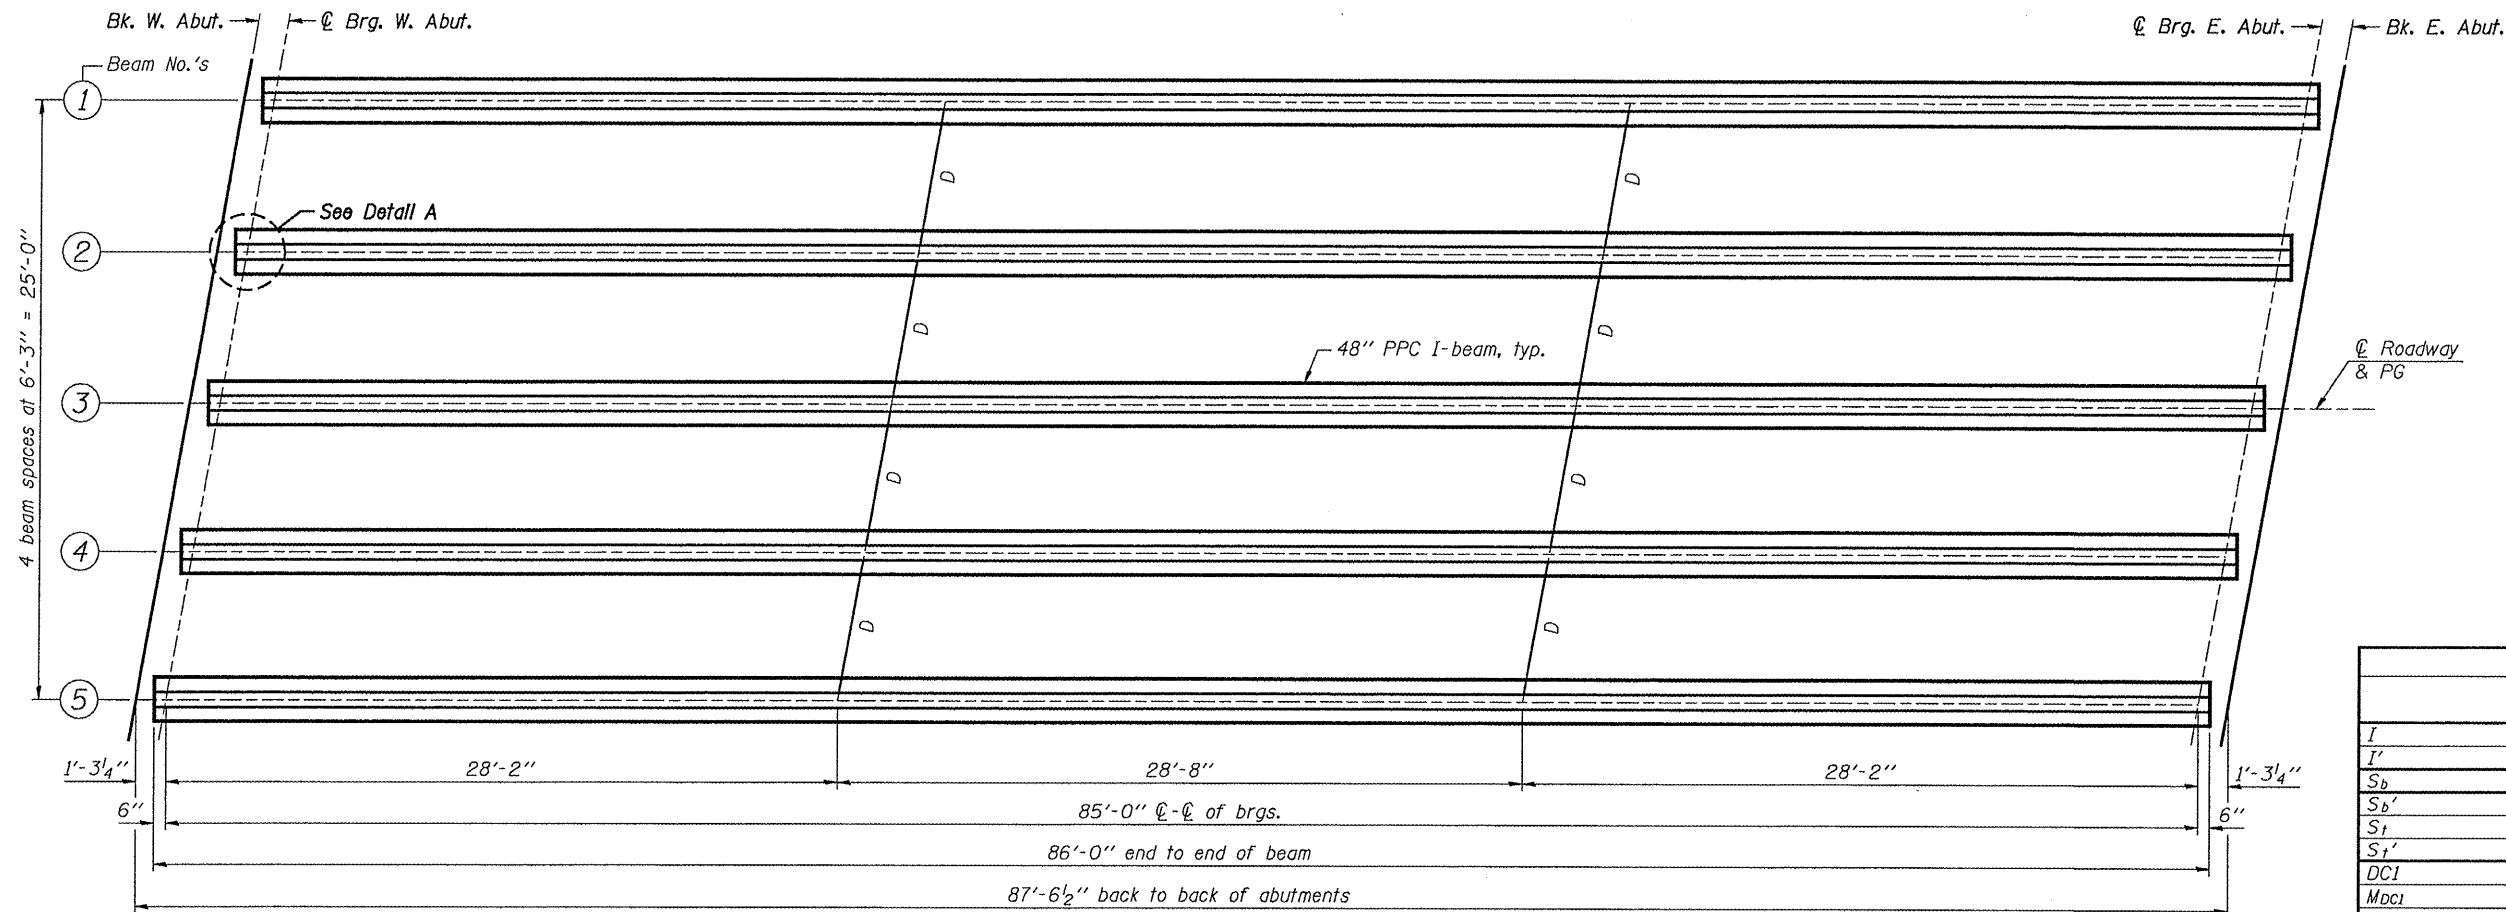 Bk. W. Abut.
℄ Brg. W. Abut.
℄ Brg. E. Abut.
Bk. E. Abut.
Beam No.'s
1
See Detail A
2
4 beam spaces at 6'-3" = 25'-0"
D
D
D
D
D
D
D
D
48" PPC I-beam, typ.
℄ Roadway
& PG
3
4
5
1'-3¼"
28'-2"
28'-8"
28'-2"
1'-3¼"
6"
85'-0" ℄-℄ of brgs.
6"
86'-0" end to end of beam
87'-6½" back to back of abutments
I
I'
Sb
Sb'
St
St'
DC1
MDC1